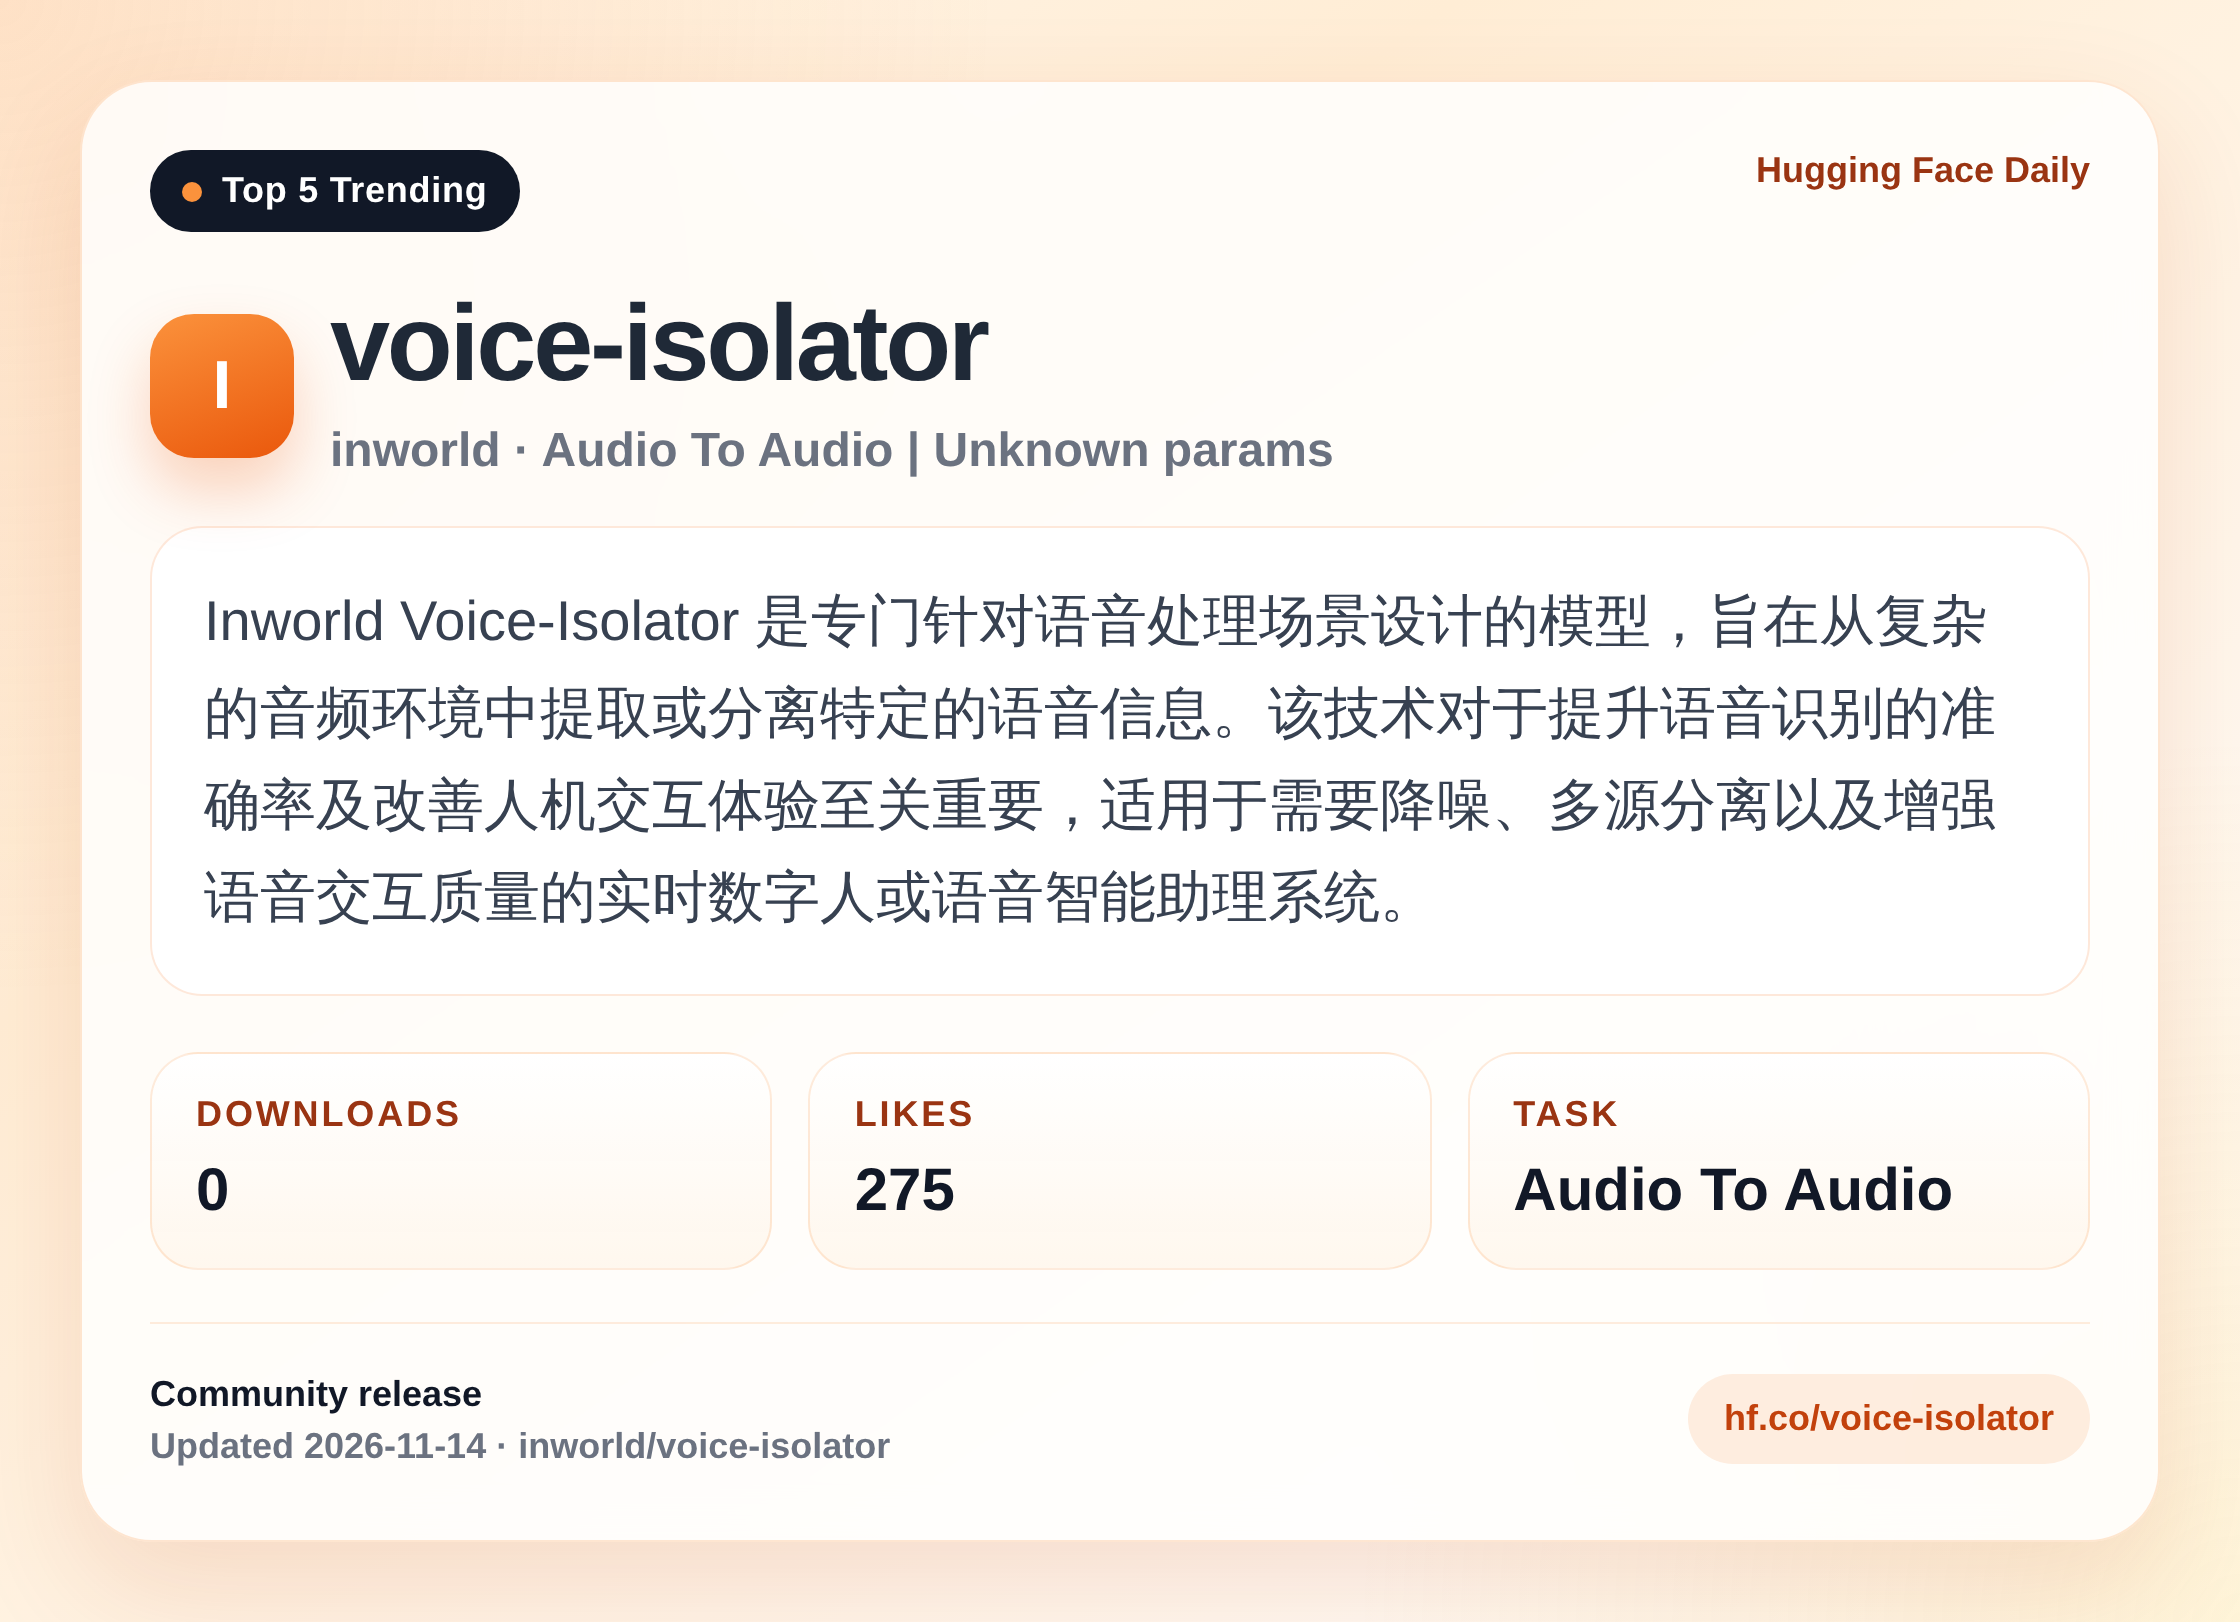 Top 5 Trending
Hugging Face Daily
I
voice-isolator
inworld · Audio To Audio | Unknown params
Inworld Voice-Isolator 是专门针对语音处理场景设计的模型，旨在从复杂
的音频环境中提取或分离特定的语音信息。该技术对于提升语音识别的准
确率及改善人机交互体验至关重要，适用于需要降噪、多源分离以及增强
语音交互质量的实时数字人或语音智能助理系统。
DOWNLOADS
0
LIKES
275
TASK
Audio To Audio
Community release
Updated 2026-11-14 · inworld/voice-isolator
hf.co/voice-isolator